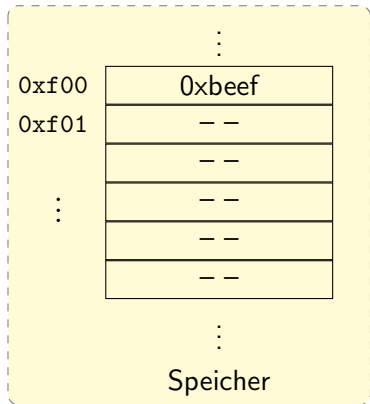 ⋮
0xf00 0xbeef
0xf01 – –
– –
⋮ – –
– –
– –
⋮
Speicher